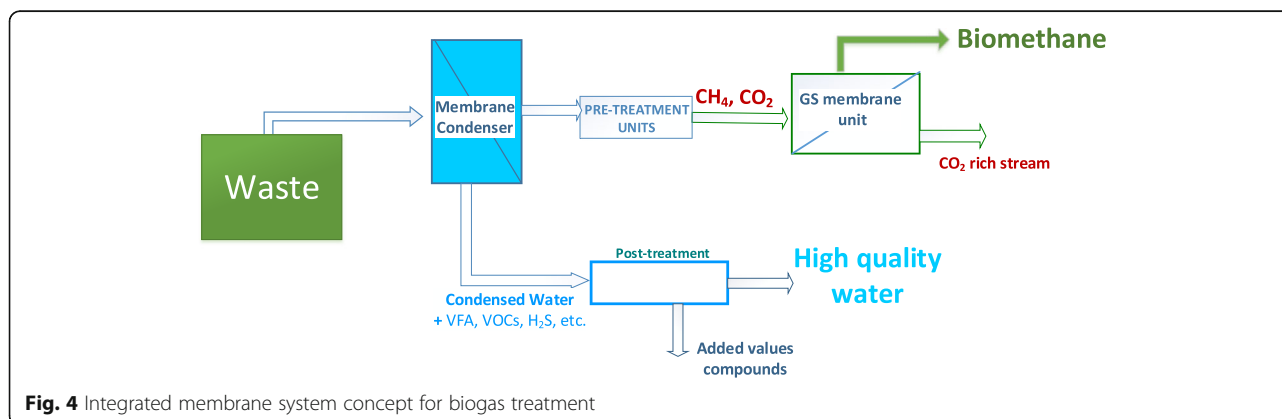 Biomethane
Membrane
Condenser
PRE-TREATMENT
UNITS
CH₄, CO₂
GS membrane
unit
CO₂ rich stream
Waste
Post-treatment
High quality
water
Condensed Water
+ VFA, VOCs, H₂S, etc.
Added values
compounds
Fig. 4 Integrated membrane system concept for biogas treatment